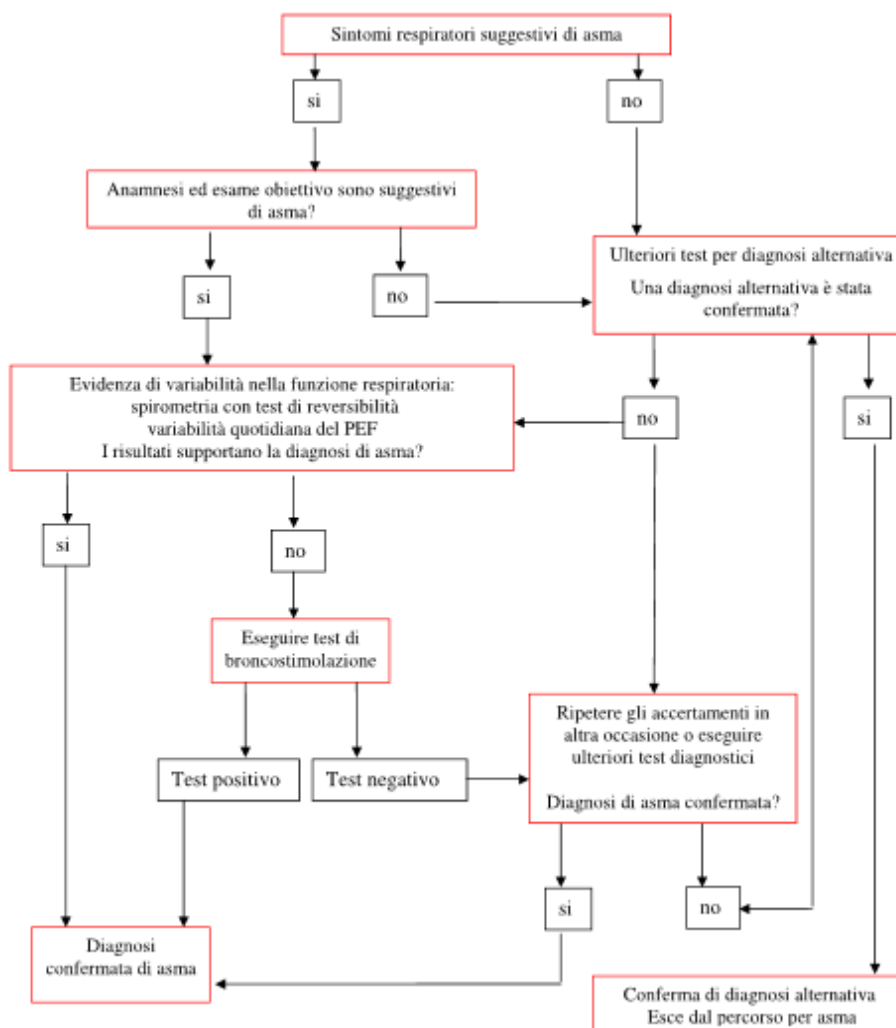 Sintomi respiratori suggestivi di asma
si
no
Anamnesi ed esame obiettivo sono suggestivi
di asma?
si
no
Ulteriori test per diagnosi alternativa
Una diagnosi alternativa è stata
confermata?
Evidenza di variabilità nella funzione respiratoria:
spirometria con test di reversibilità
variabilità quotidiana del PEF
I risultati supportano la diagnosi di asma?
no
si
si
no
Eseguire test di
broncostimolazione
Ripetere gli accertamenti in
altra occasione o eseguire
ulteriori test diagnostici
Diagnosi di asma confermata?
Test positivo
Test negativo
si
no
Diagnosi
confermata di asma
Conferma di diagnosi alternativa
Esce dal percorso per asma